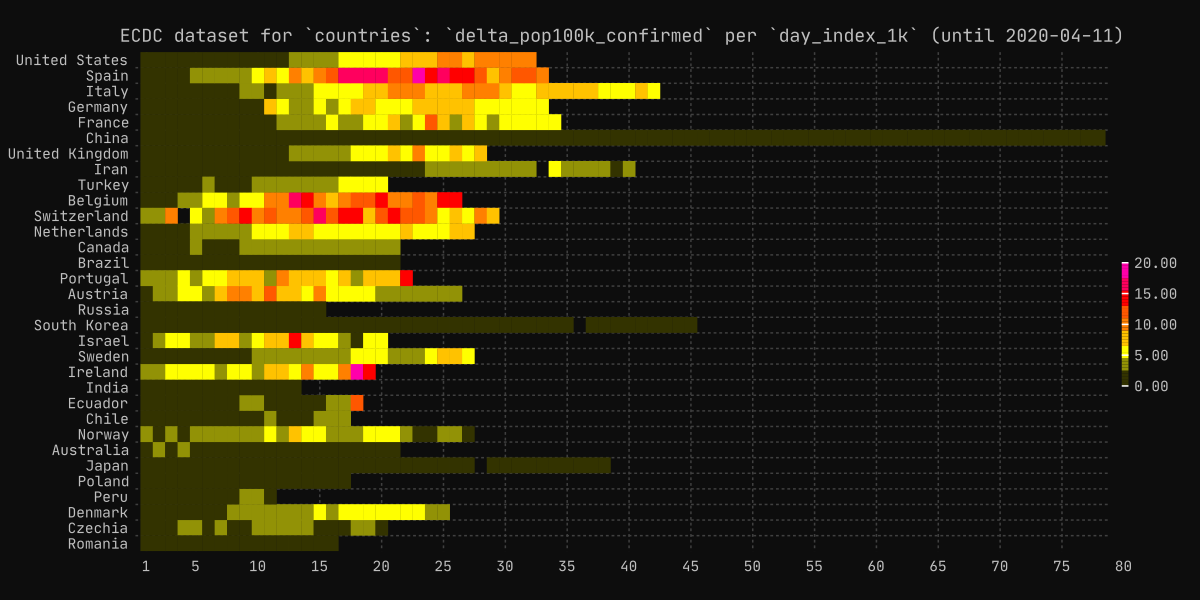 ECDC dataset for `countries`: `delta_pop100k_confirmed` per `day_index_1k` (until 2020-04-11)
United States
Spain
Italy
Germany
France
China
United Kingdom
Iran
Turkey
Belgium
Switzerland
Netherlands
Canada
Brazil
Portugal
Austria
Russia
South Korea
Israel
Sweden
Ireland
India
Ecuador
Chile
Norway
Australia
Japan
Poland
Peru
Denmark
Czechia
Romania
1 5 10 15 20 25 30 35 40 45 50 55 60 65 70 75 80
20.00
15.00
10.00
5.00
0.00